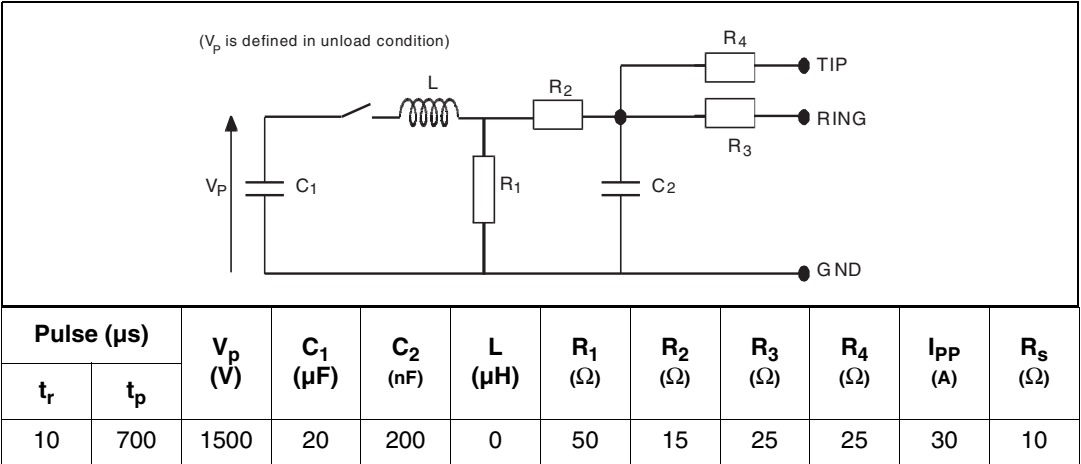 (VP is defined in unload condition)
R4
TIP
L
R2
RING
R3
VP
C1
R1
C2
GND
Pulse (µs) Vp (V) C1 (µF) C2 (nF) L (µH) R1 (Ω) R2 (Ω) R3 (Ω) R4 (Ω) IPP (A) Rs (Ω)
tr tp
10 700 1500 20 200 0 50 15 25 25 30 10